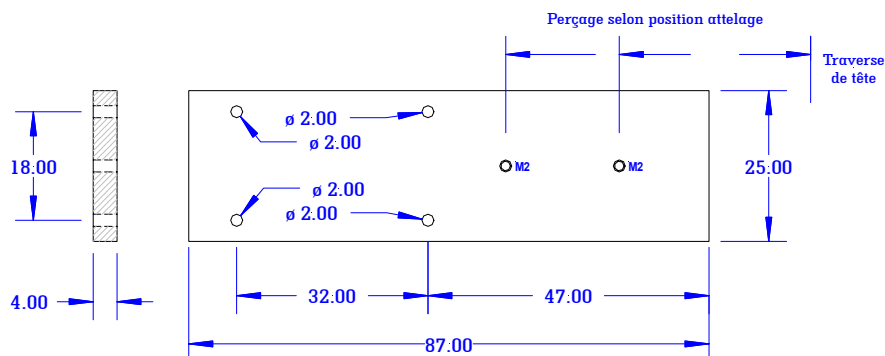 Perçage selon position attelage
Traverse
de tête
ø 2.00
ø 2.00
18:00
M2
M2
25:00
ø 2.00
ø 2.00
4.00
32:00
47:00
87:00